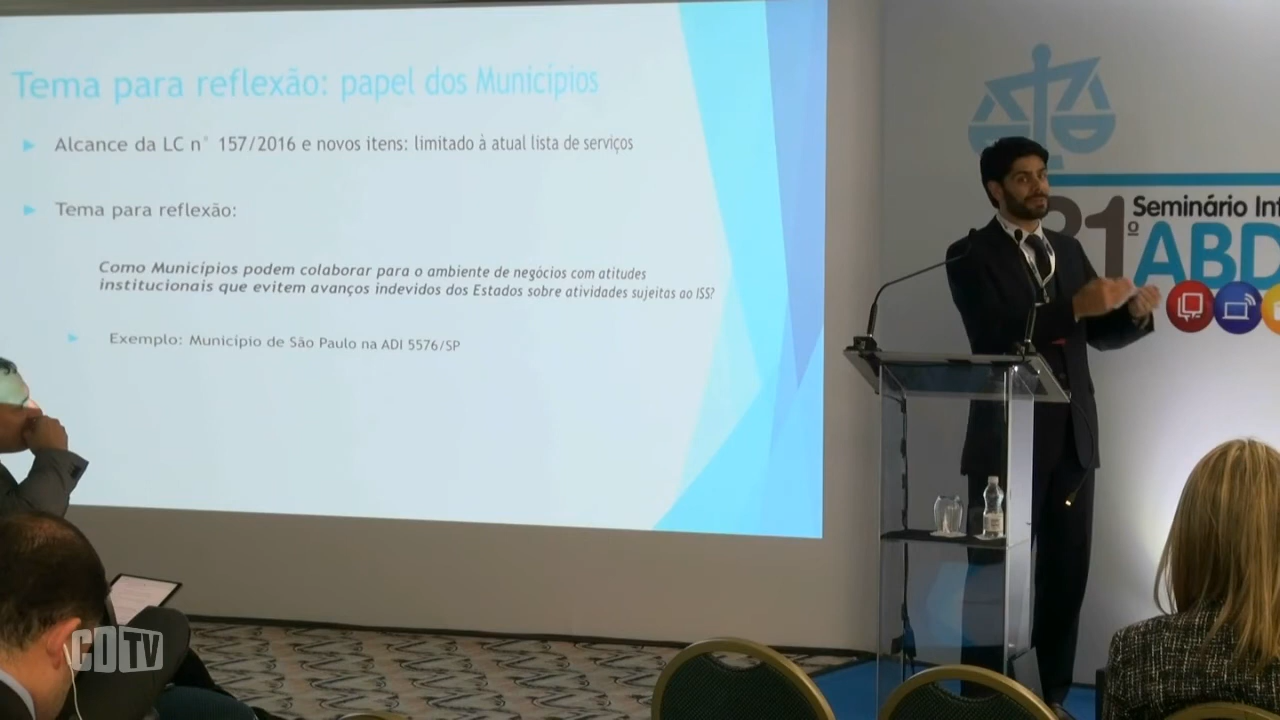 Tema para reflexão: papel dos Municípios
Alcance da LC n° 157/2016 e novos itens: limitado à atual lista de serviços
Tema para reflexão:
Como Municípios podem colaborar para o ambiente de negócios com atitudes
institucionais que evitem avanços indevidos dos Estados sobre atividades sujeitas ao ISS?
Exemplo: Município de São Paulo na ADI 5576/SP
Seminário Int
1º ABD
CDTV